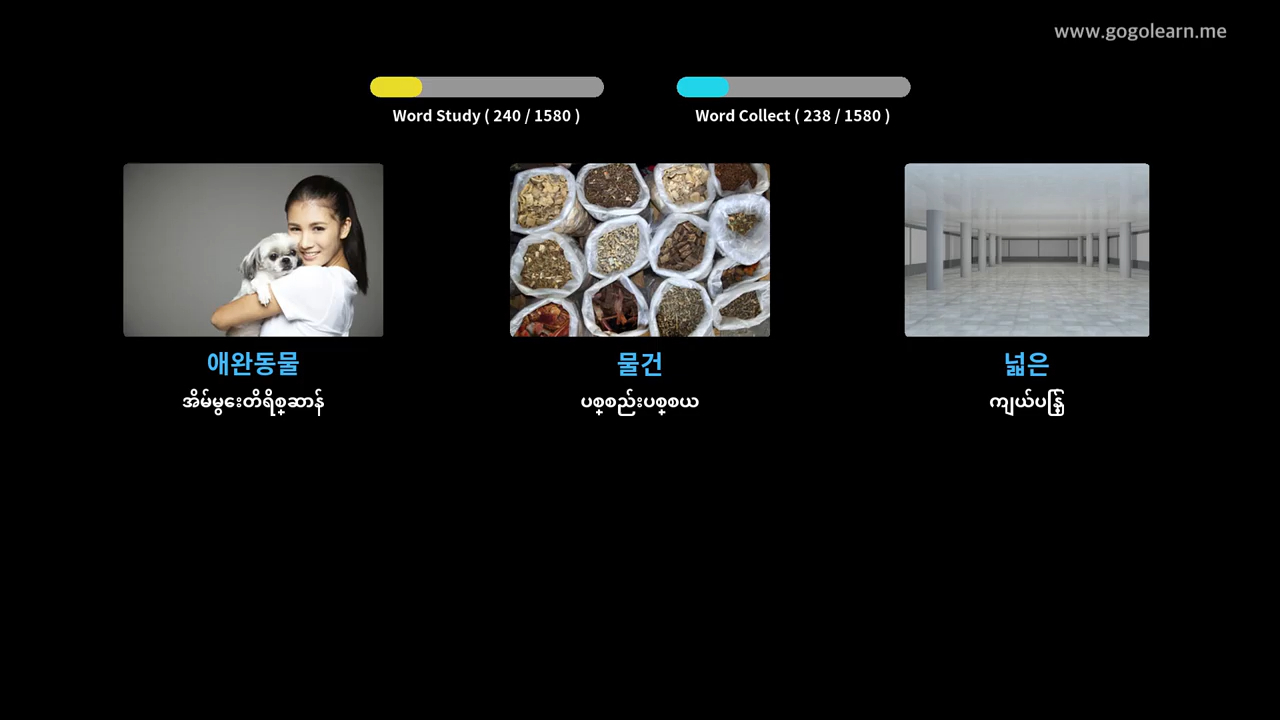 www.gogolearn.me
Word Study ( 240 / 1580 )
Word Collect ( 238 / 1580 )
애완동물
물건
넓은
အိမ်မွေးတိရိစ္ဆာန်
ပစ္စည်းပစ္စယ
ကျယ်ပန့်